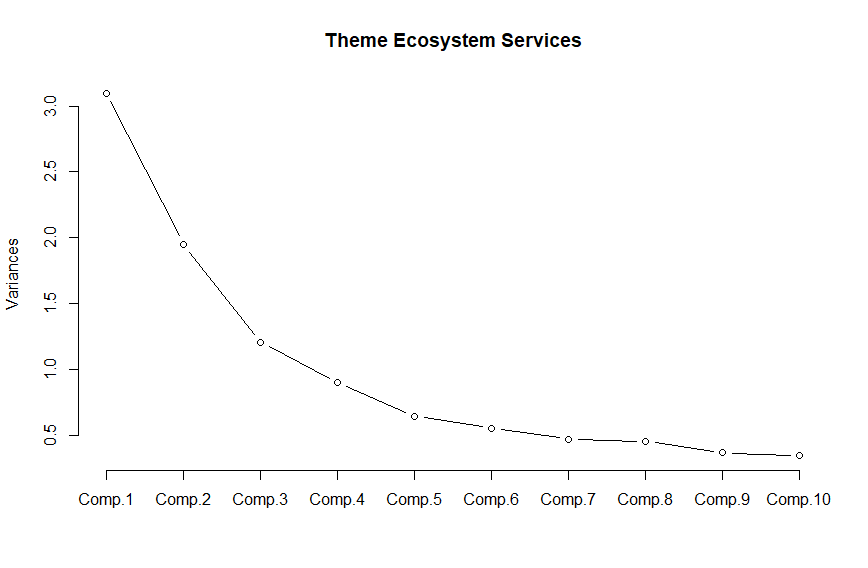 Theme Ecosystem Services
Variances
3.0
2.5
2.0
1.5
1.0
0.5
Comp.1 Comp.2 Comp.3 Comp.4 Comp.5 Comp.6 Comp.7 Comp.8 Comp.9 Comp.10